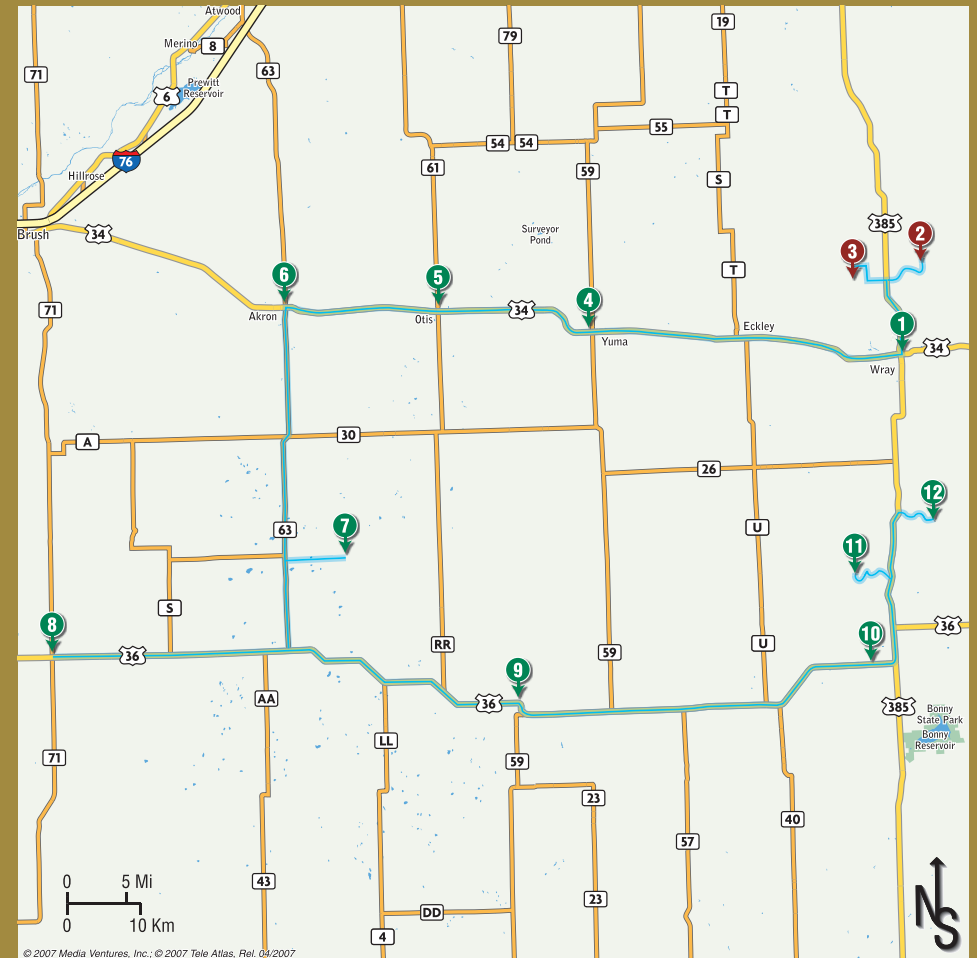 Atwood
19
79
Merino
8
71
63
Prewitt
Reservoir
6
T
T
55
54
54
76
61
59
Hillrose
S
385
2
Brush
34
Surveyor
Pond
3
T
6
5
4
71
34
Akron
Otis
Eckley
1
Yuma
34
Wray
A
30
26
12
7
63
U
11
S
8
10
36
36
RR
59
U
9
AA
36
385
Bonny
State Park
Bonny
Reservoir
LL
71
59
23
40
57
43
0
5 Mi
23
DD
0
10 Km
4
N
S
© 2007 Media Ventures, Inc.; © 2007 Tele Atlas, Rel. 04/2007